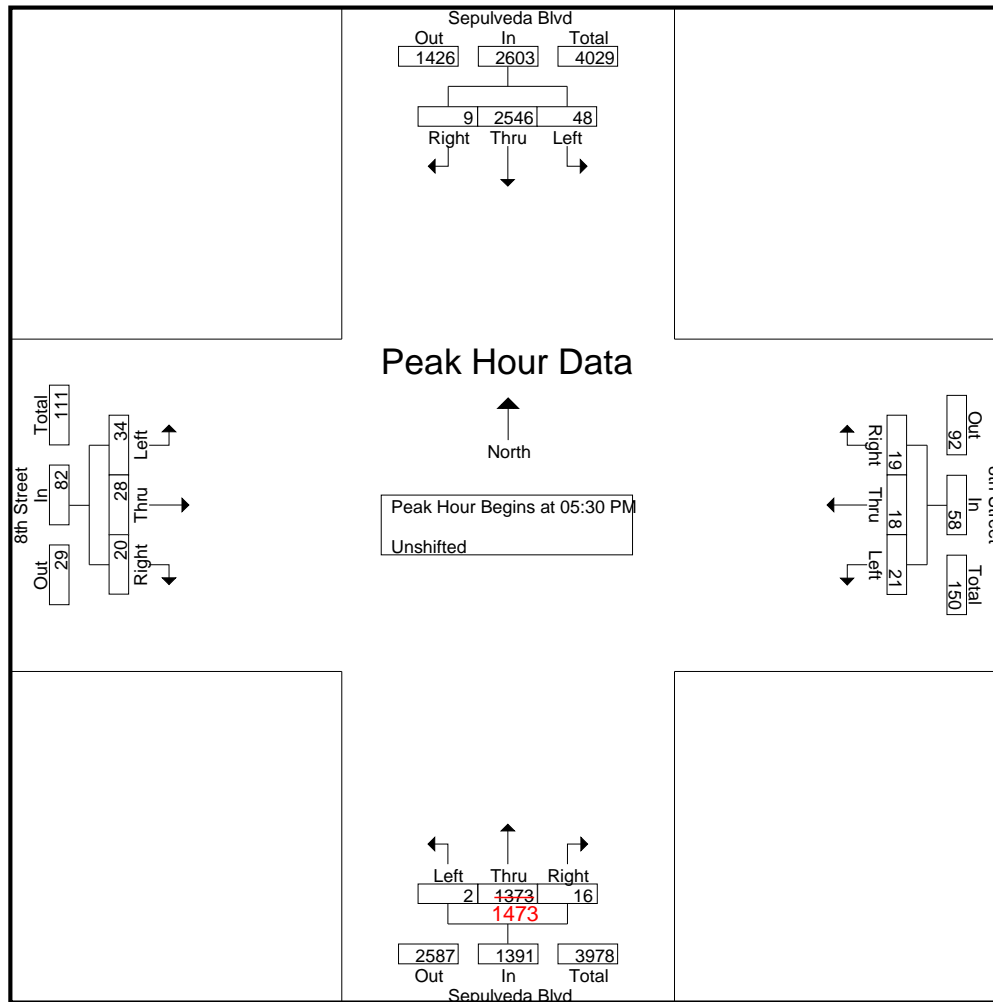 Sepulveda Blvd
Out In Total
1426 2603 4029
9 2546 48
Right Thru Left
Peak Hour Data
North
Peak Hour Begins at 05:30 PM
Unshifted
8th Street
Total In Out
111 82 29
34 28 20
Left Thru Right
Right Thru Left
19 18 21
92 58 150
Out In Total
Left Thru Right
2 1373 16
1473
2587 1391 3978
Out In Total
Sepulveda Blvd